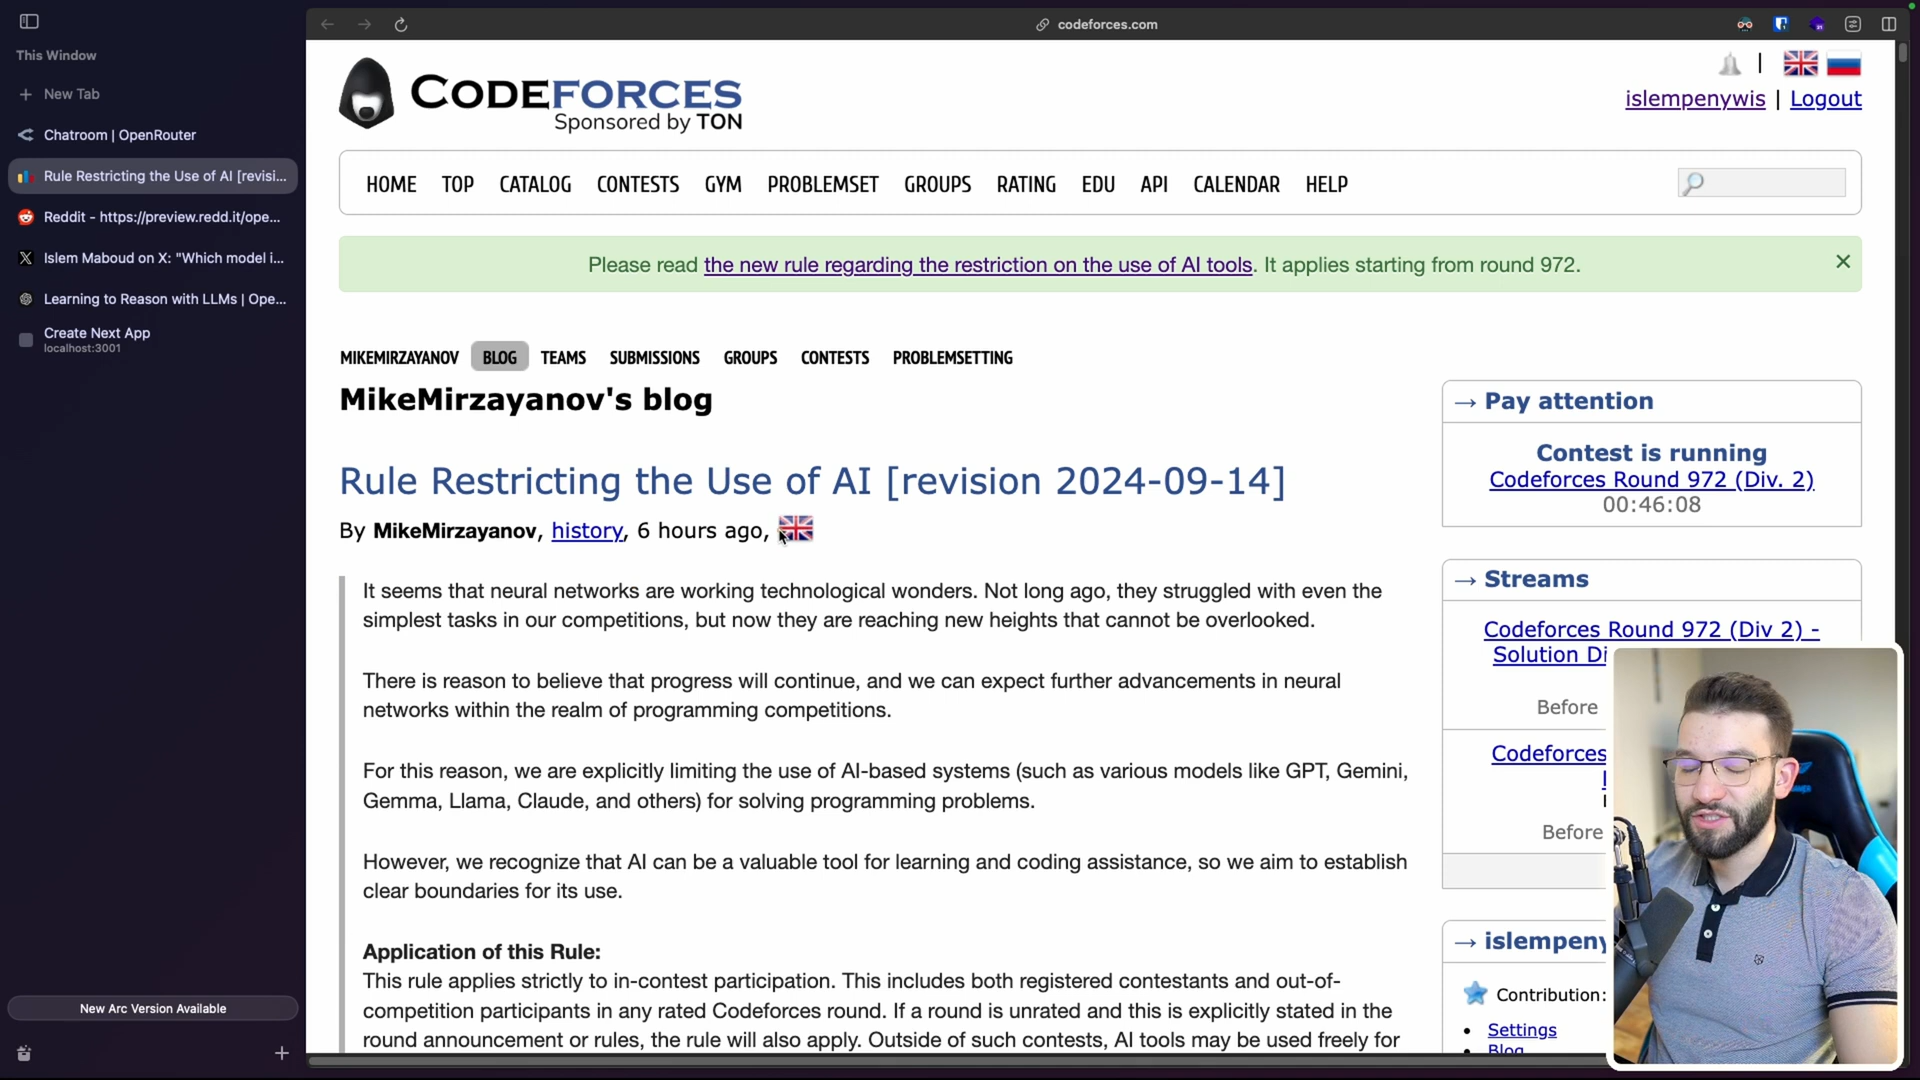 This Window
New Tab
Chatroom | OpenRouter
Rule Restricting the Use of AI [revisi...
Reddit - https://preview.redd.it/ope...
Islem Maboud on X: "Which model i...
Learning to Reason with LLMs | Ope...
Create Next App
localhost:3001
New Arc Version Available
codeforces.com
CODEFORCES
Sponsored by TON
islempenywis | Logout
HOME TOP CATALOG CONTESTS GYM PROBLEMSET GROUPS RATING EDU API CALENDAR HELP
Please read the new rule regarding the restriction on the use of AI tools. It applies starting from round 972.
MIKEMIRZAYANOV BLOG TEAMS SUBMISSIONS GROUPS CONTESTS PROBLEMSETTING
MikeMirzayanov's blog
Rule Restricting the Use of AI [revision 2024-09-14]
By MikeMirzayanov, history, 6 hours ago,
It seems that neural networks are working technological wonders. Not long ago, they struggled with even the
simplest tasks in our competitions, but now they are reaching new heights that cannot be overlooked.
There is reason to believe that progress will continue, and we can expect further advancements in neural
networks within the realm of programming competitions.
For this reason, we are explicitly limiting the use of AI-based systems (such as various models like GPT, Gemini,
Gemma, Llama, Claude, and others) for solving programming problems.
However, we recognize that AI can be a valuable tool for learning and coding assistance, so we aim to establish
clear boundaries for its use.
Application of this Rule:
This rule applies strictly to in-contest participation. This includes both registered contestants and out-of-
competition participants in any rated Codeforces round. If a round is unrated and this is explicitly stated in the
round announcement or rules, the rule will also apply. Outside of such contests, AI tools may be used freely for
→ Pay attention
Contest is running
Codeforces Round 972 (Div. 2)
00:46:08
→ Streams
Codeforces Round 972 (Div 2) -
Solution Di
Before
Codeforces
Before
→ islempeny
Contribution:
Settings
Blog